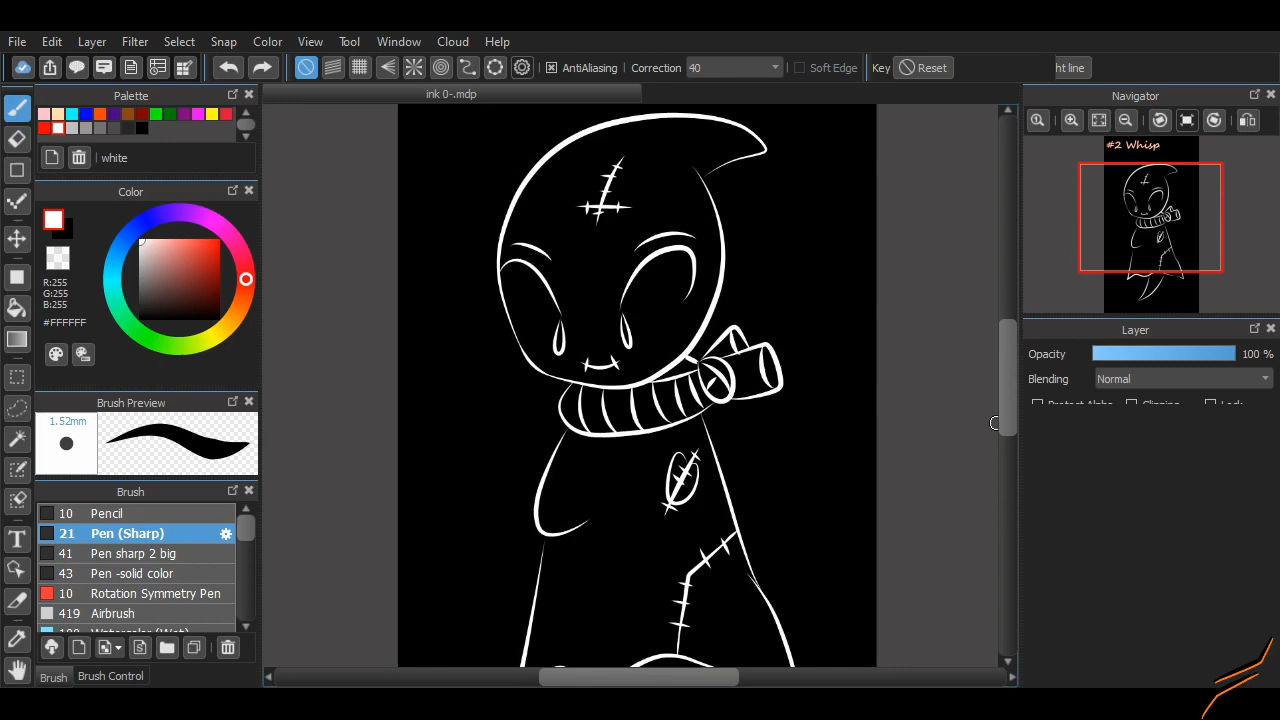 File Edit Layer Filter Select Snap Color View Tool Window Cloud Help
AntiAliasing Correction 40 Soft Edge Key Reset ht line
Palette
white
Color
R:255
G:255
B:255
#FFFFFF
Brush Preview
1.52mm
Brush
10 Pencil
21 Pen (Sharp)
41 Pen sharp 2 big
43 Pen -solid color
10 Rotation Symmetry Pen
419 Airbrush
Brush Brush Control
ink 0-.mdp
Navigator
#2 Whisp
Layer
Opacity 100 %
Blending Normal